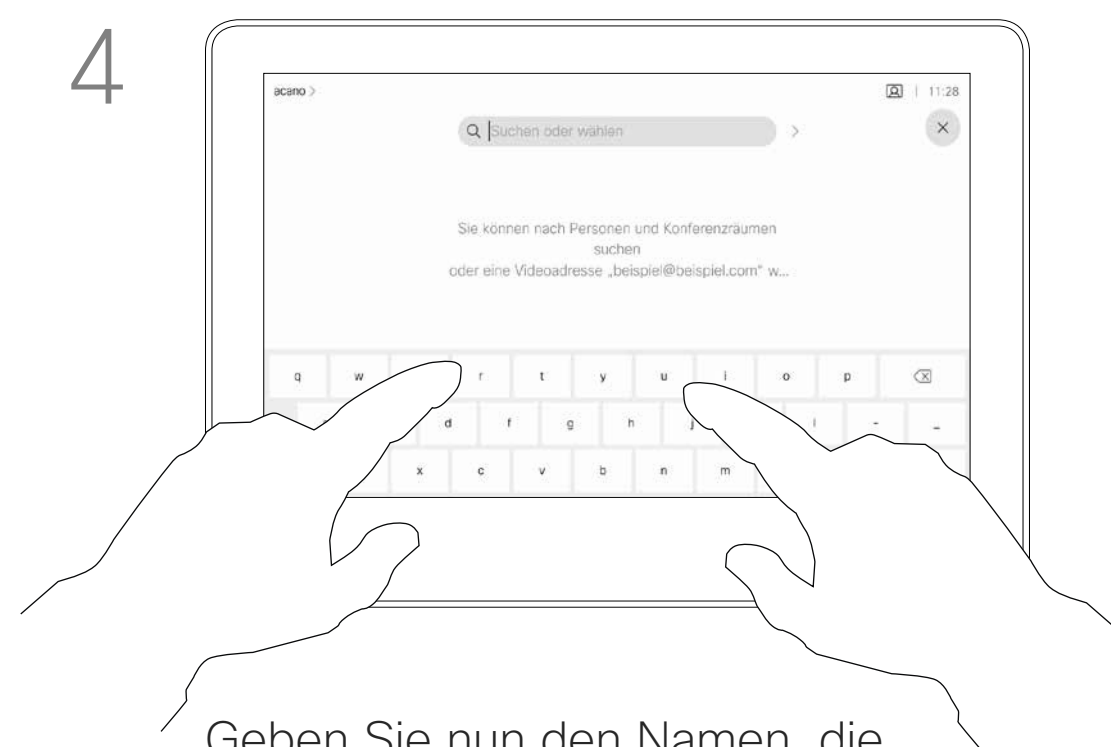 4
acano >
11:28
Suchen oder wählen
Sie können nach Personen und Konferenzräumen
suchen
oder eine Videoadresse „beispiel@beispiel.com“ w...
q w r t y u i o p
d f g h j l - _
x c v b n m
Geben Sie nun den Namen, die